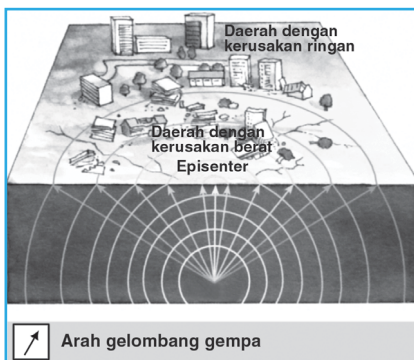 Daerah dengan
kerusakan ringan
Daerah dengan
kerusakan berat
Episenter
Arah gelombang gempa